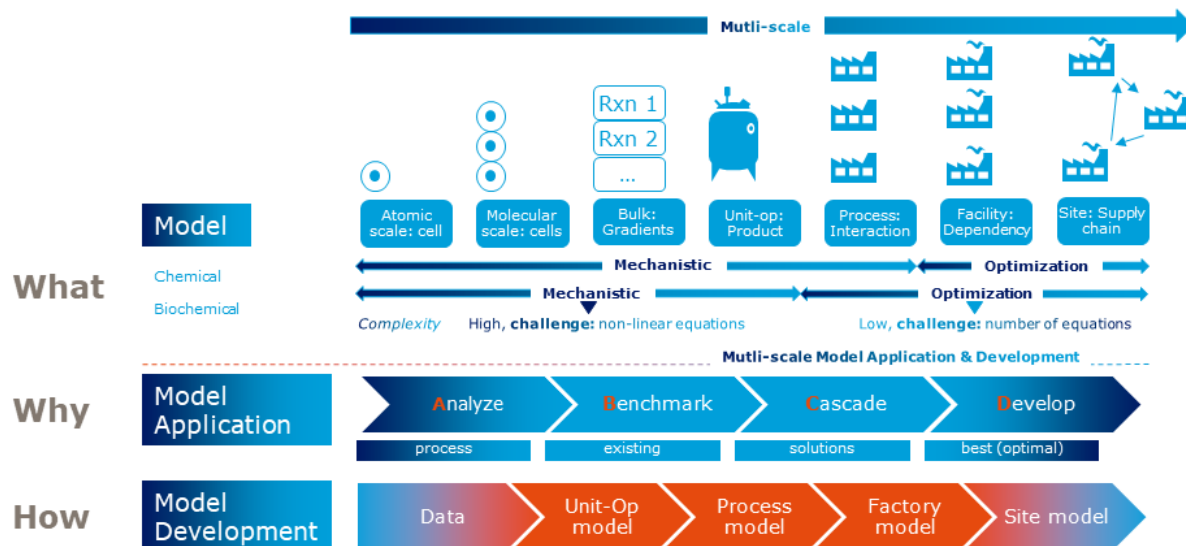 Mutli-scale
Rxn 1
Rxn 2
...
Model
Atomic
scale: cell
Molecular
scale: cells
Bulk:
Gradients
Unit-op:
Product
Process:
Interaction
Facility:
Dependency
Site: Supply
chain
What
Chemical
Mechanistic
Optimization
Biochemical
Mechanistic
Optimization
Complexity
High, challenge: non-linear equations
Low, challenge: number of equations
Mutli-scale Model Application & Development
Why
Model
Application
Analyze
Benchmark
Cascade
Develop
process
existing
solutions
best (optimal)
How
Model
Development
Data
Unit-Op
model
Process
model
Factory
model
Site model